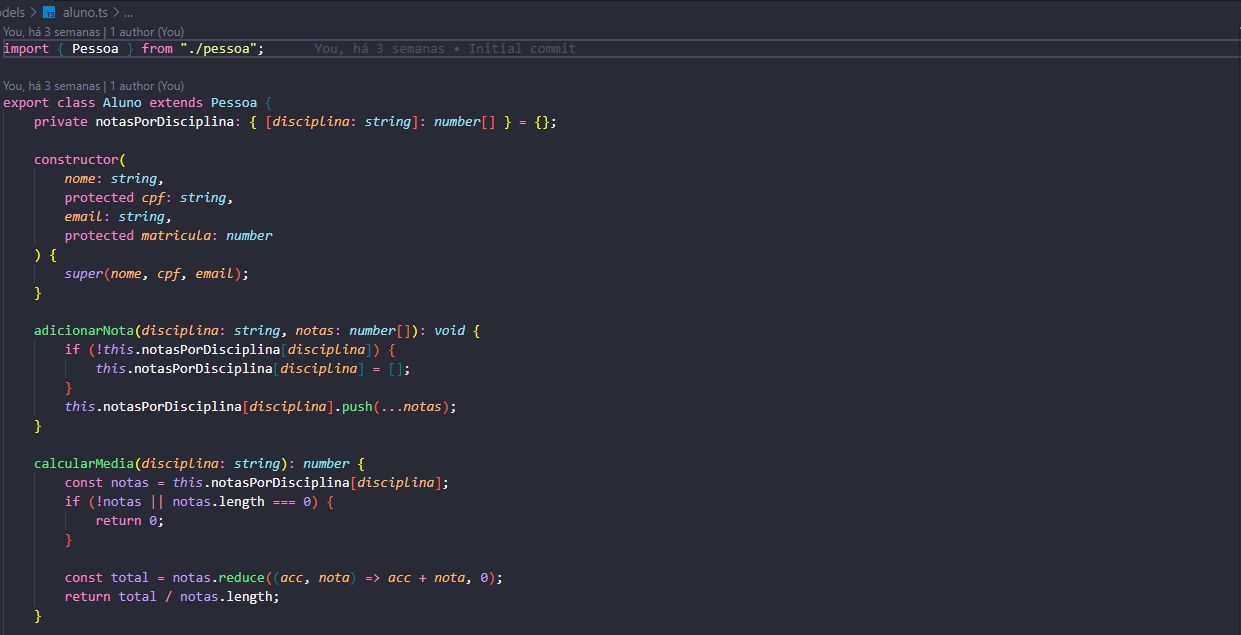 odels > TS aluno.ts > ...
You, há 3 semanas | 1 author (You)
import { Pessoa } from "./pessoa";     You, há 3 semanas • Initial commit
You, há 3 semanas | 1 author (You)
export class Aluno extends Pessoa {
    private notasPorDisciplina: { [disciplina: string]: number[] } = {};
    constructor(
        nome: string,
        protected cpf: string,
        email: string,
        protected matricula: number
    ) {
        super(nome, cpf, email);
    }
    adicionarNota(disciplina: string, notas: number[]): void {
        if (!this.notasPorDisciplina[disciplina]) {
            this.notasPorDisciplina[disciplina] = [];
        }
        this.notasPorDisciplina[disciplina].push(...notas);
    }
    calcularMedia(disciplina: string): number {
        const notas = this.notasPorDisciplina[disciplina];
        if (!notas || notas.length === 0) {
            return 0;
        }
        const total = notas.reduce((acc, nota) => acc + nota, 0);
        return total / notas.length;
    }